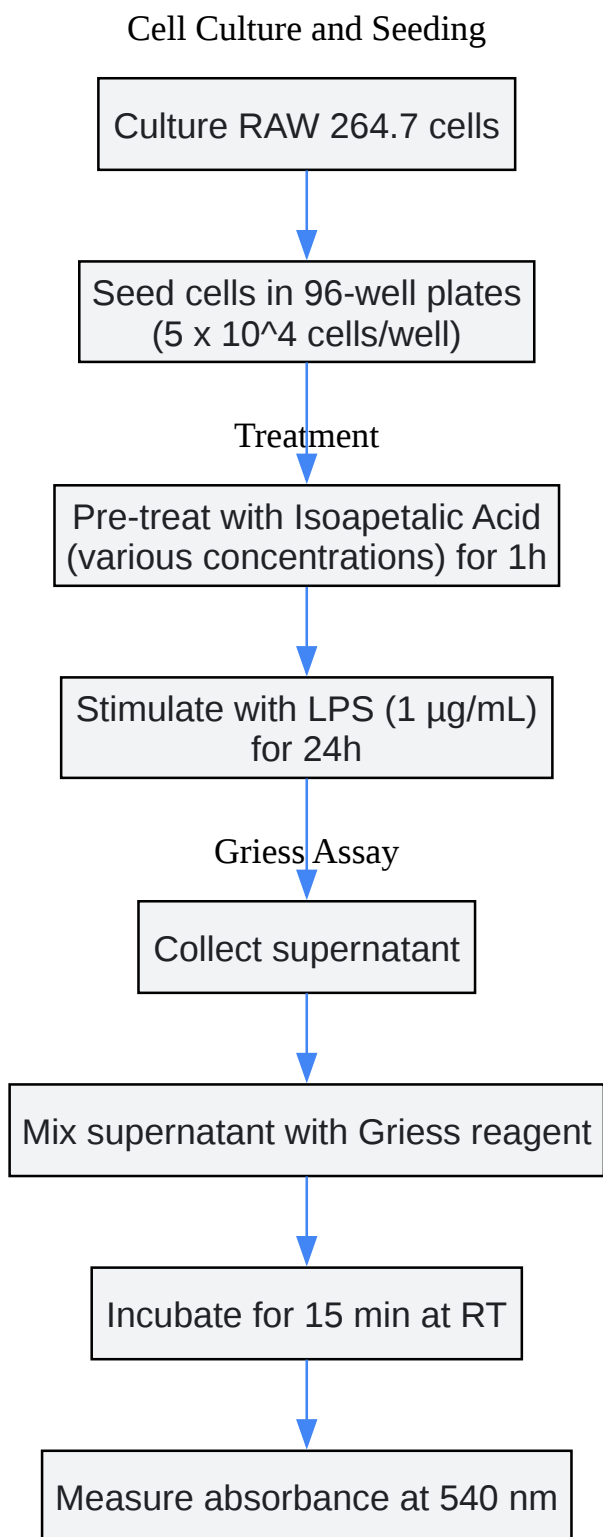 Cell Culture and Seeding
Culture RAW 264.7 cells
Seed cells in 96-well plates
(5 x 10^4 cells/well)
Treatment
Pre-treat with Isoapetalic Acid
(various concentrations) for 1h
Stimulate with LPS (1 µg/mL)
for 24h
Griess Assay
Collect supernatant
Mix supernatant with Griess reagent
Incubate for 15 min at RT
Measure absorbance at 540 nm